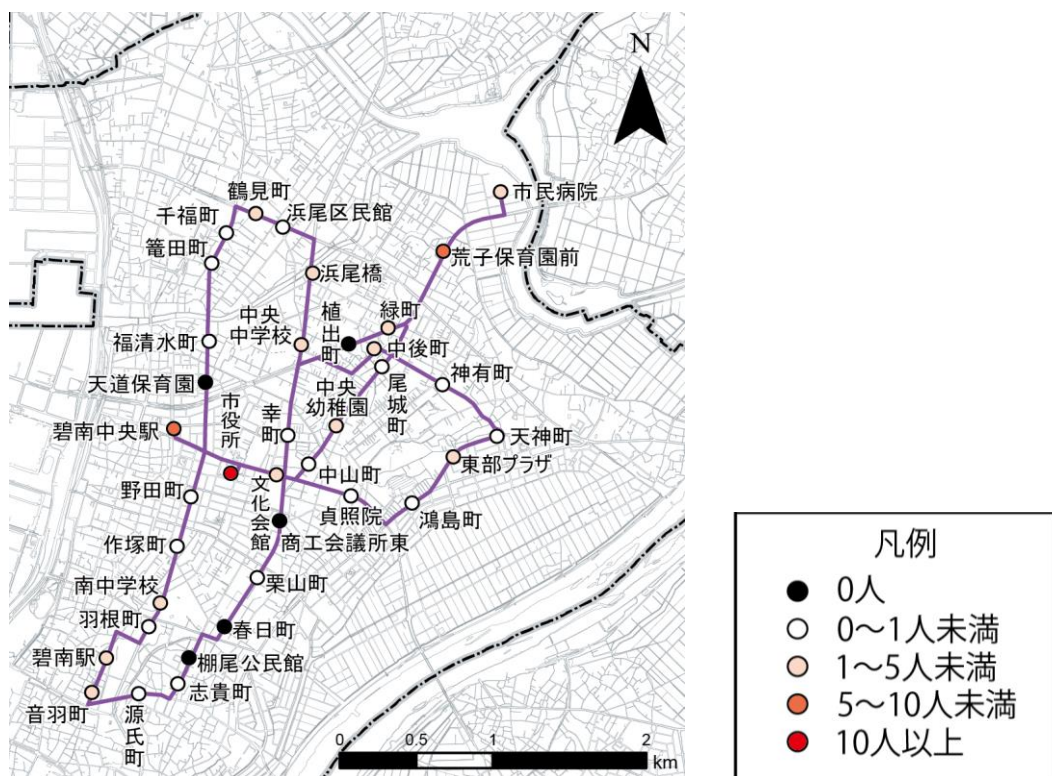 N
市民病院
鶴見町
浜尾区民館
千福町
篭田町
荒子保育園前
浜尾橋
緑町
植出町
中央
中学校
中後町
福清水町
神有町
天道保育園
尾城町
中央
幼稚園
市役所
幸町
碧南中央駅
天神町
東部プラザ
中山町
野田町
文化会館
貞照院
鴻島町
作塚町
商工会議所東
南中学校
栗山町
羽根町
春日町
碧南駅
棚尾公民館
志貴町
音羽町
源氏町
0 0.5 1 2
km
凡例
0人
0～1人未満
1～5人未満
5～10人未満
10人以上